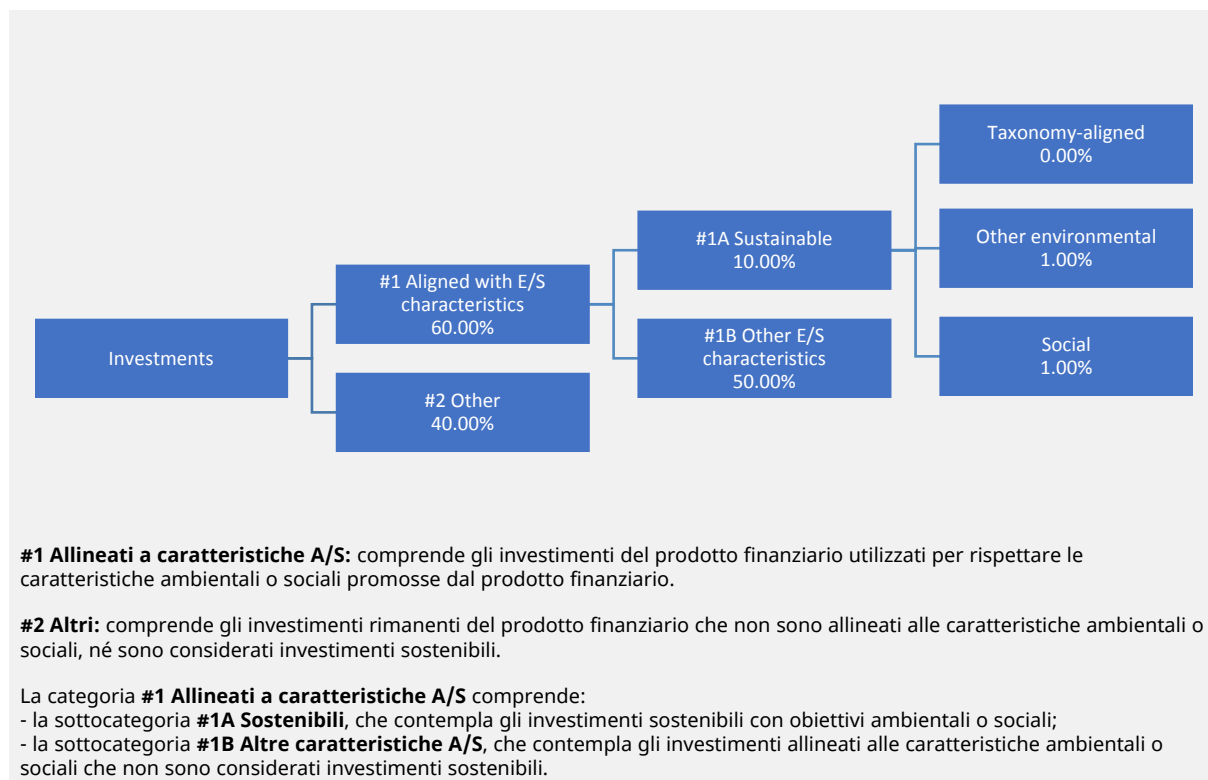 Taxonomy-aligned
0.00%
#1A Sustainable
10.00%
Other environmental
1.00%
#1 Aligned with E/S
characteristics
60.00%
Investments
#1B Other E/S
characteristics
50.00%
Social
1.00%
#2 Other
40.00%
#1 Allineati a caratteristiche A/S: comprende gli investimenti del prodotto finanziario utilizzati per rispettare le
caratteristiche ambientali o sociali promosse dal prodotto finanziario.
#2 Altri: comprende gli investimenti rimanenti del prodotto finanziario che non sono allineati alle caratteristiche ambientali o
sociali, né sono considerati investimenti sostenibili.
La categoria #1 Allineati a caratteristiche A/S comprende:
- la sottocategoria #1A Sostenibili, che contempla gli investimenti sostenibili con obiettivi ambientali o sociali;
- la sottocategoria #1B Altre caratteristiche A/S, che contempla gli investimenti allineati alle caratteristiche ambientali o
sociali che non sono considerati investimenti sostenibili.